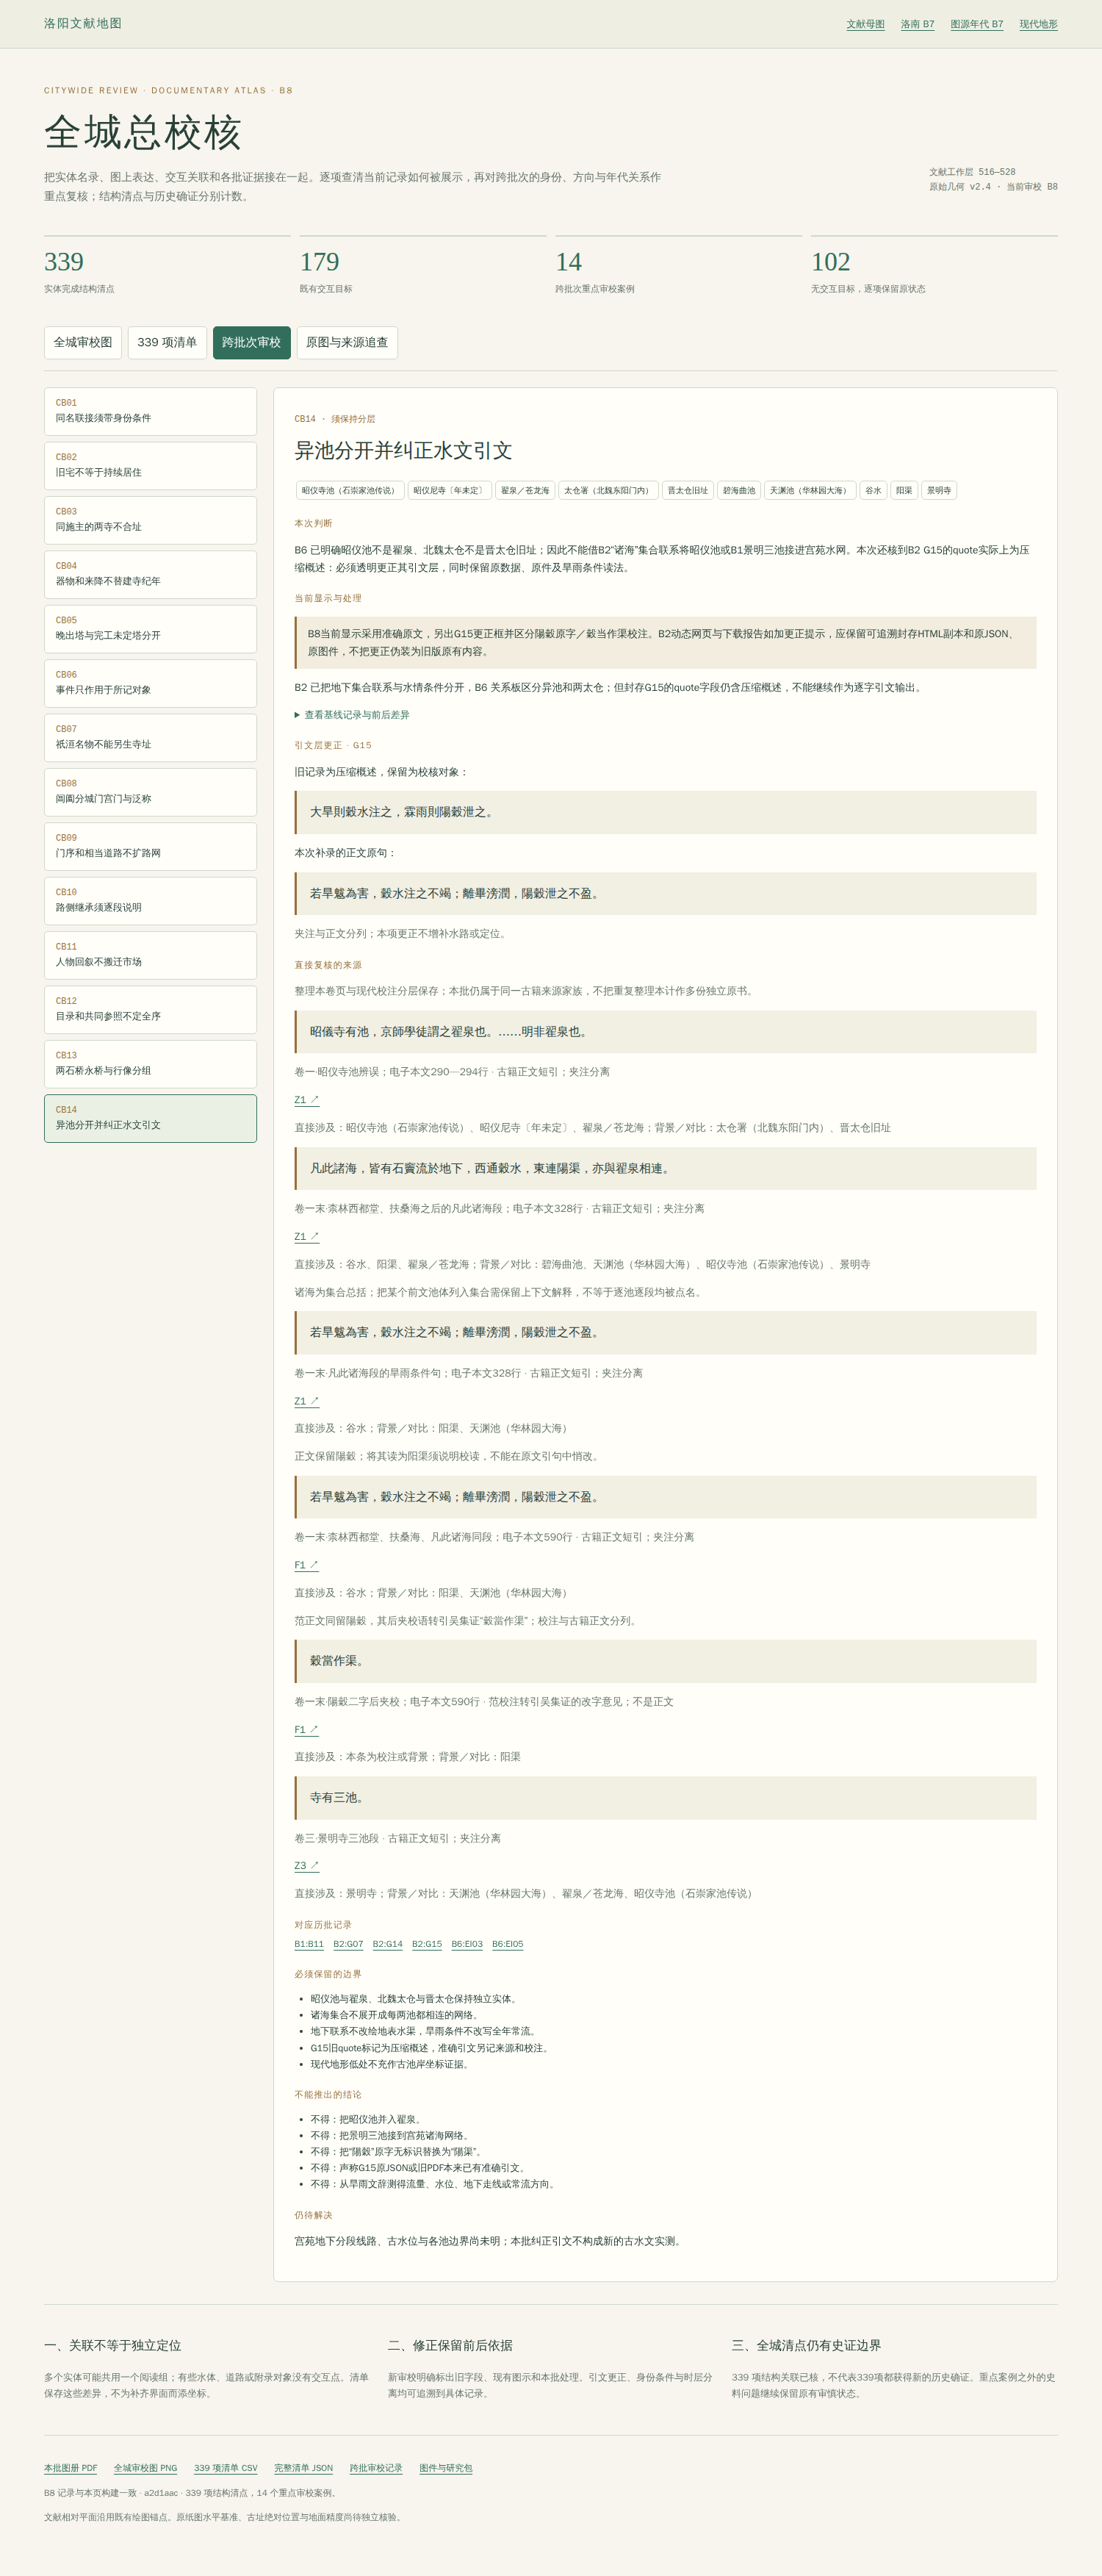 洛阳文献地图
文献母图 洛南 B7 图源年代 B7 现代地形
CITYWIDE REVIEW · DOCUMENTARY ATLAS · B8
全城总校核
把实体名录、图上表达、交互关联和各批证据接在一起。逐项查清当前记录如何被展示，再对跨批次的身份、方向与年代关系作
重点复核；结构清点与历史确证分别计数。
文献工作层 516—528
原始几何 v2.4 · 当前审校 B8
339
实体完成结构清点
179
既有交互目标
14
跨批次重点审校案例
102
无交互目标，逐项保留原状态
全城审校图 339 项清单 跨批次审校 原图与来源追查
CB01
同名联接须带身份条件
CB02
旧宅不等于持续居住
CB03
同施主的两寺不合址
CB04
器物和来降不替建寺纪年
CB05
晚出塔与完工未定塔分开
CB06
事件只作用于所记对象
CB07
祇洹名物不能另生寺址
CB08
阊阖分城门宫门与泛称
CB09
门序和相当道路不扩路网
CB10
路侧继承须逐段说明
CB11
人物回叙不搬迁市场
CB12
目录和共同参照不定全序
CB13
两石桥永桥与行像分组
CB14
异池分开并纠正水文引文
CB14 · 须保持分层
异池分开并纠正水文引文
昭仪寺池（石崇家池传说） 昭仪尼寺〔年未定〕 翟泉／苍龙海 太仓署（北魏东阳门内） 晋太仓旧址 碧海曲池 天渊池（华林园大海） 谷水 阳渠 景明寺
本次判断
B6 已明确昭仪池不是翟泉、北魏太仓不是晋太仓旧址；因此不能借B2“诸海”集合联系将昭仪池或B1景明三池接进宫苑水网。本次还核到B2 G15的quote实际上为压
缩概述：必须透明更正其引文层，同时保留原数据、原件及旱雨条件读法。
当前显示与处理
B8当前显示采用准确原文，另出G15更正框并区分陽穀原字／穀当作渠校注。B2动态网页与下载报告如加更正提示，应保留可追溯封存HTML副本和原JSON、
原图件，不把更正伪装为旧版原有内容。
B2 已把地下集合联系与水情条件分开，B6 关系板区分异池和两太仓；但封存G15的quote字段仍含压缩概述，不能继续作为逐字引文输出。
▶ 查看基线记录与前后差异
引文层更正 · G15
旧记录为压缩概述，保留为校核对象：
大旱則穀水注之，霖雨則陽穀泄之。
本次补录的正文原句：
若旱魃為害，穀水注之不竭；離畢滂潤，陽穀泄之不盈。
夹注与正文分列；本项更正不增补水路或定位。
直接复核的来源
整理本卷页与现代校注分层保存；本批仍属于同一古籍来源家族，不把重复整理本计作多份独立原书。
昭儀寺有池，京師學徒謂之翟泉也。……明非翟泉也。
卷一·昭仪寺池辨误；电子本文290—294行 · 古籍正文短引；夹注分离
Z1 ↗
直接涉及：昭仪寺池（石崇家池传说）、昭仪尼寺〔年未定〕、翟泉／苍龙海；背景／对比：太仓署（北魏东阳门内）、晋太仓旧址
凡此諸海，皆有石竇流於地下，西通穀水，東連陽渠，亦與翟泉相連。
卷一末·柰林西都堂、扶桑海之后的凡此诸海段；电子本文328行 · 古籍正文短引；夹注分离
Z1 ↗
直接涉及：谷水、阳渠、翟泉／苍龙海；背景／对比：碧海曲池、天渊池（华林园大海）、昭仪寺池（石崇家池传说）、景明寺
诸海为集合总括；把某个前文池体列入集合需保留上下文解释，不等于逐池逐段均被点名。
若旱魃為害，穀水注之不竭；離畢滂潤，陽穀泄之不盈。
卷一末·凡此诸海段的旱雨条件句；电子本文328行 · 古籍正文短引；夹注分离
Z1 ↗
直接涉及：谷水；背景／对比：阳渠、天渊池（华林园大海）
正文保留陽穀；将其读为阳渠须说明校读，不能在原文引句中悄改。
若旱魃為害，穀水注之不竭；離畢滂潤，陽穀泄之不盈。
卷一末·柰林西都堂、扶桑海、凡此诸海同段；电子本文590行 · 古籍正文短引；夹注分离
F1 ↗
直接涉及：谷水；背景／对比：阳渠、天渊池（华林园大海）
范正文同留陽穀，其后夹校语转引吴集证“穀當作渠”；校注与古籍正文分列。
穀當作渠。
卷一末·陽穀二字后夹校；电子本文590行 · 范校注转引吴集证的改字意见；不是正文
F1 ↗
直接涉及：本条为校注或背景；背景／对比：阳渠
寺有三池。
卷三·景明寺三池段 · 古籍正文短引；夹注分离
Z3 ↗
直接涉及：景明寺；背景／对比：天渊池（华林园大海）、翟泉／苍龙海、昭仪寺池（石崇家池传说）
对应历批记录
B1:B11 B2:G07 B2:G14 B2:G15 B6:EI03 B6:EI05
必须保留的边界
• 昭仪池与翟泉、北魏太仓与晋太仓保持独立实体。
• 诸海集合不展开成每两池都相连的网络。
• 地下联系不改绘地表水渠，旱雨条件不改写全年常流。
• G15旧quote标记为压缩概述，准确引文另记来源和校注。
• 现代地形低处不充作古池岸坐标证据。
不能推出的结论
• 不得：把昭仪池并入翟泉。
• 不得：把景明三池接到宫苑诸海网络。
• 不得：把“陽穀”原字无标识替换为“陽渠”。
• 不得：声称G15原JSON或旧PDF本来已有准确引文。
• 不得：从旱雨文辞测得流量、水位、地下走线或常流方向。
仍待解决
宫苑地下分段线路、古水位与各池边界尚未明；本批纠正引文不构成新的古水文实测。
一、关联不等于独立定位
多个实体可能共用一个阅读组；有些水体、道路或附录对象没有交互点。清单
保存这些差异，不为补齐界面而添坐标。
二、修正保留前后依据
新审校明确标出旧字段、现有图示和本批处理。引文更正、身份条件与时层分
离均可追溯到具体记录。
三、全城清点仍有史证边界
339 项结构关联已核，不代表339项都获得新的历史确证。重点案例之外的史
料问题继续保留原有审慎状态。
本批图册 PDF 全城审校图 PNG 339 项清单 CSV 完整清单 JSON 跨批审校记录 图件与研究包
B8 记录与本页构建一致 · a2d1aac · 339 项结构清点，14 个重点审校案例。
文献相对平面沿用既有绘图锚点。原纸图水平基准、古址绝对位置与地面精度尚待独立核验。